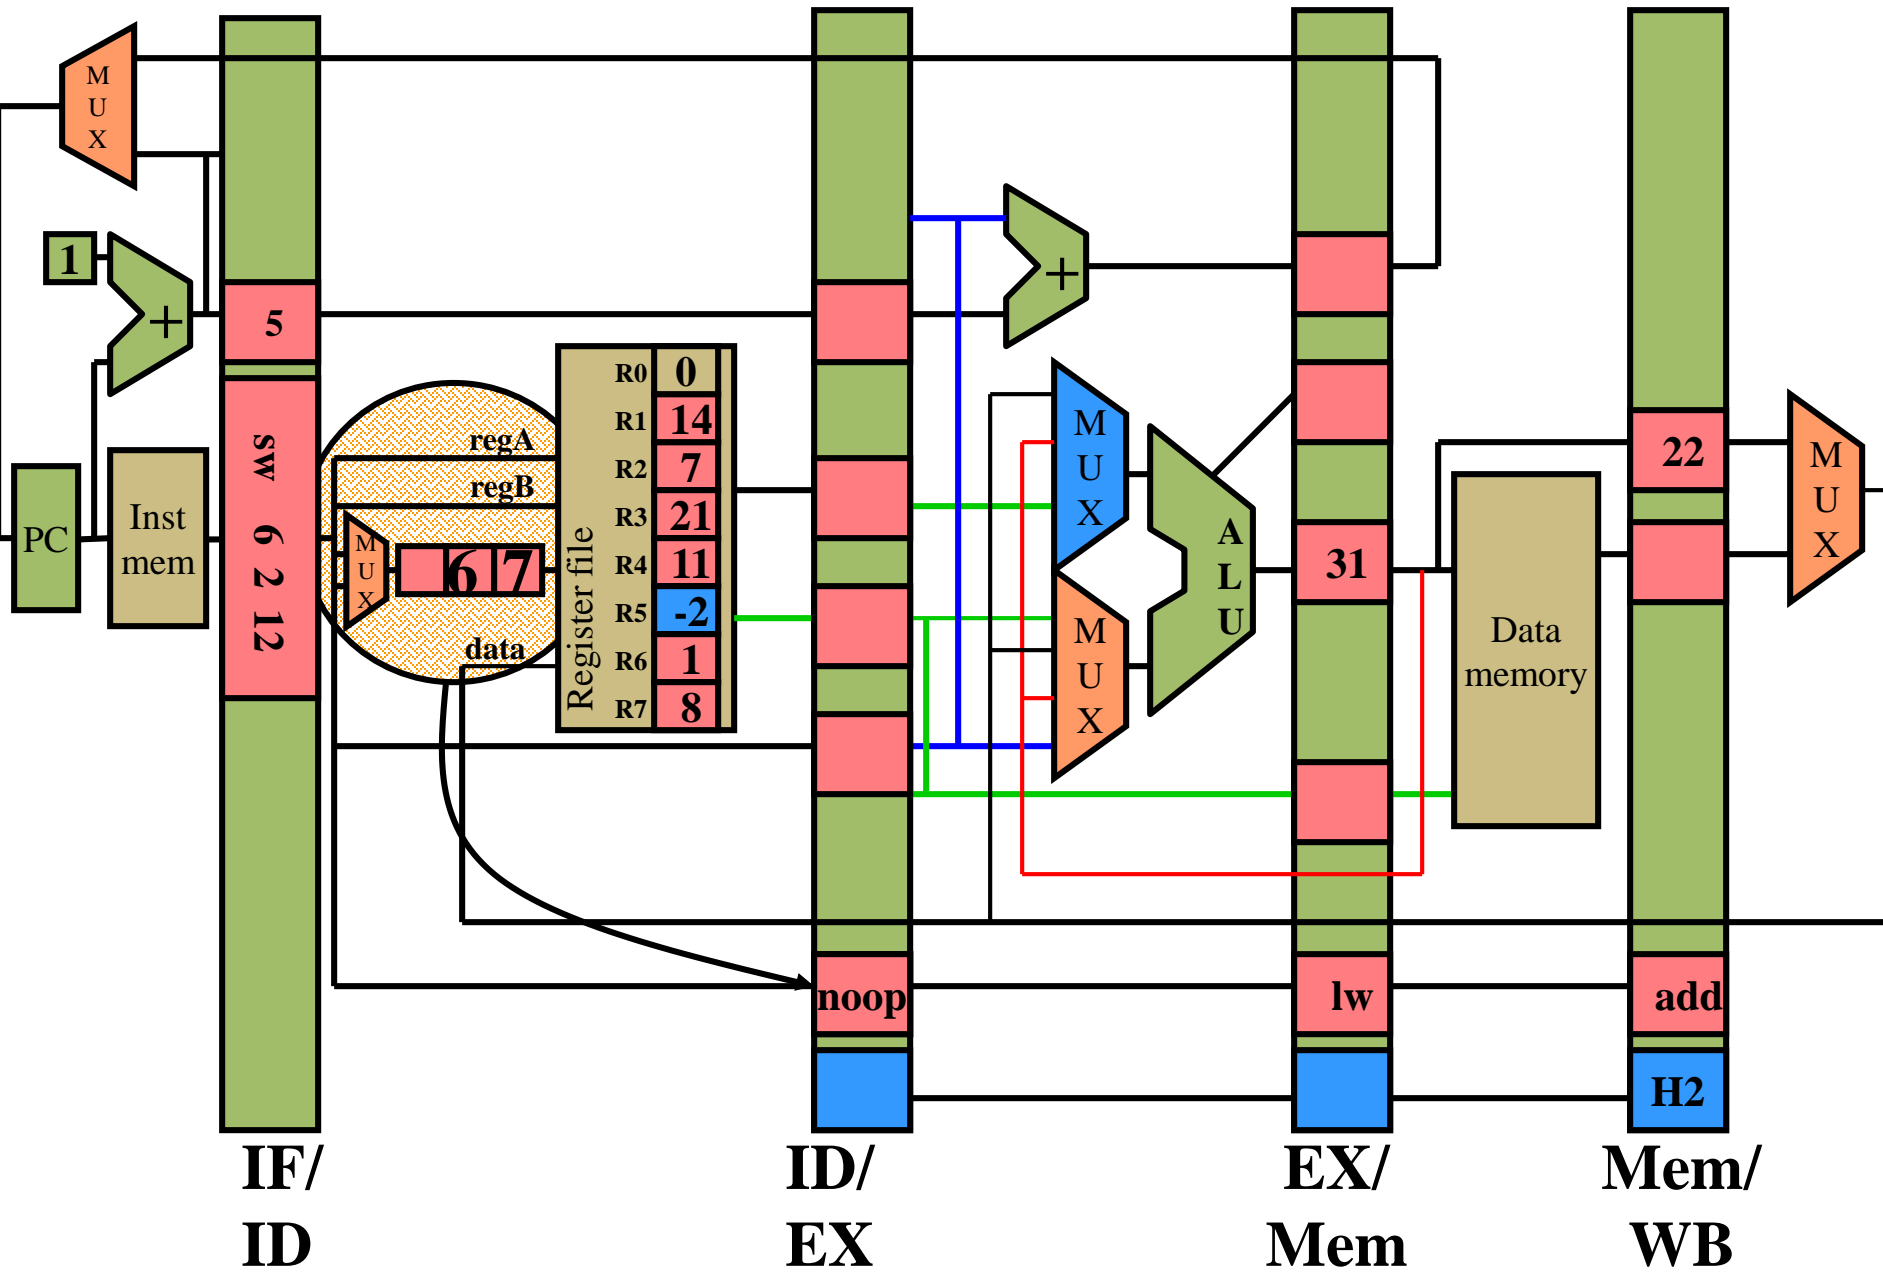 M
U
X
1
+
5
sw 6 2 12
PC
Inst
mem
regA
regB
M
U
X
6 7
data
Register file
R0 0
R1 14
R2 7
R3 21
R4 11
R5 -2
R6 1
R7 8
+
M
U
X
M
U
X
A
L
U
31
22
Data
memory
M
U
X
noop
lw
add
H2
IF/
ID
ID/
EX
EX/
Mem
Mem/
WB